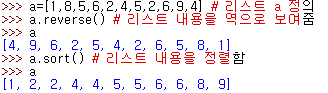 >>> a=[1,8,5,6,2,4,5,2,6,9,4] # 리스트 a 정의
>>> a.reverse() # 리스트 내용을 역으로 보여줌
>>> a
[4, 9, 6, 2, 5, 4, 2, 6, 5, 8, 1]
>>> a.sort() # 리스트 내용을 정렬함
>>> a
[1, 2, 2, 4, 4, 5, 5, 6, 6, 8, 9]